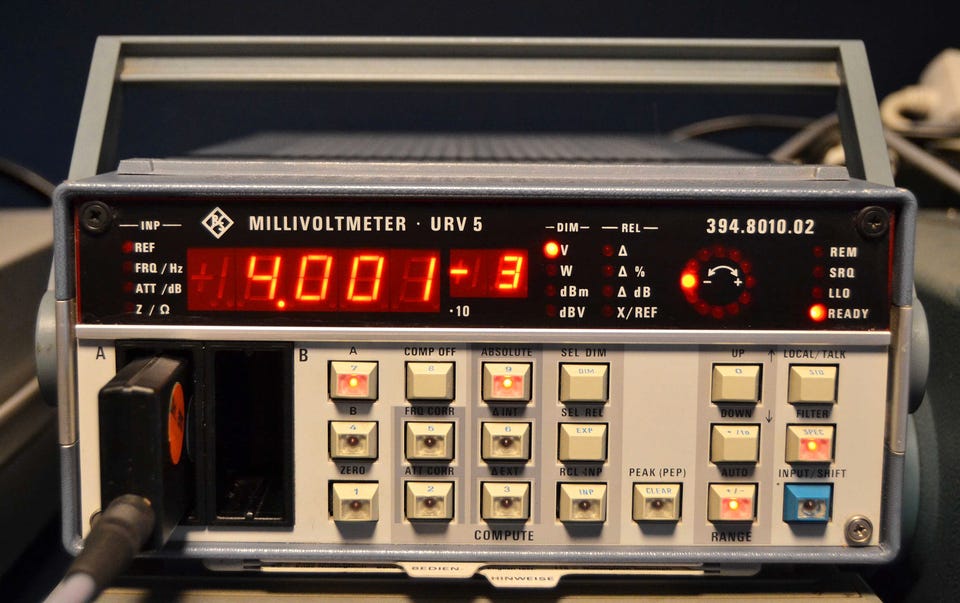 INP
REF
FRQ / Hz
ATT / dB
Z / Ω
R S
MILLIVOLTMETER · URV 5
4.001 - 3
·10
DIM
V
W
dBm
dBV
REL
Δ
Δ %
Δ dB
X/REF
- +
394.8010.02
REM
SRQ
LLO
READY
A
B
A COMP OFF ABSOLUTE SEL DIM UP ↑ LOCAL/TALK
7 8 9 DIM 0
B FRQ CORR Δ INT SEL REL DOWN ↓ FILTER
4 5 6 EXP SPEC
ZERO ATT CORR Δ EXT RCL-INP PEAK (PEP) AUTO INPUT/SHIFT
1 2 3 INP CLEAR +/-
COMPUTE RANGE
BEDIEN
HINWEISE